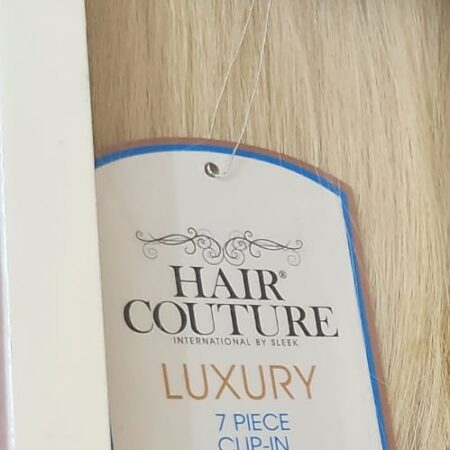 HAIR®
COUTURE
INTERNATIONAL BY SLEEK
LUXURY
7 PIECE
CLIP-IN